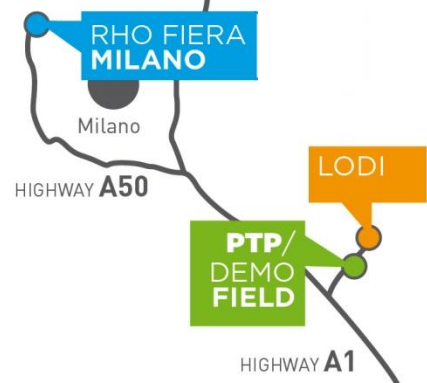 RHO FIERA
MILANO
Milano
HIGHWAY A50
LODI
PTP/
DEMO
FIELD
HIGHWAY A1